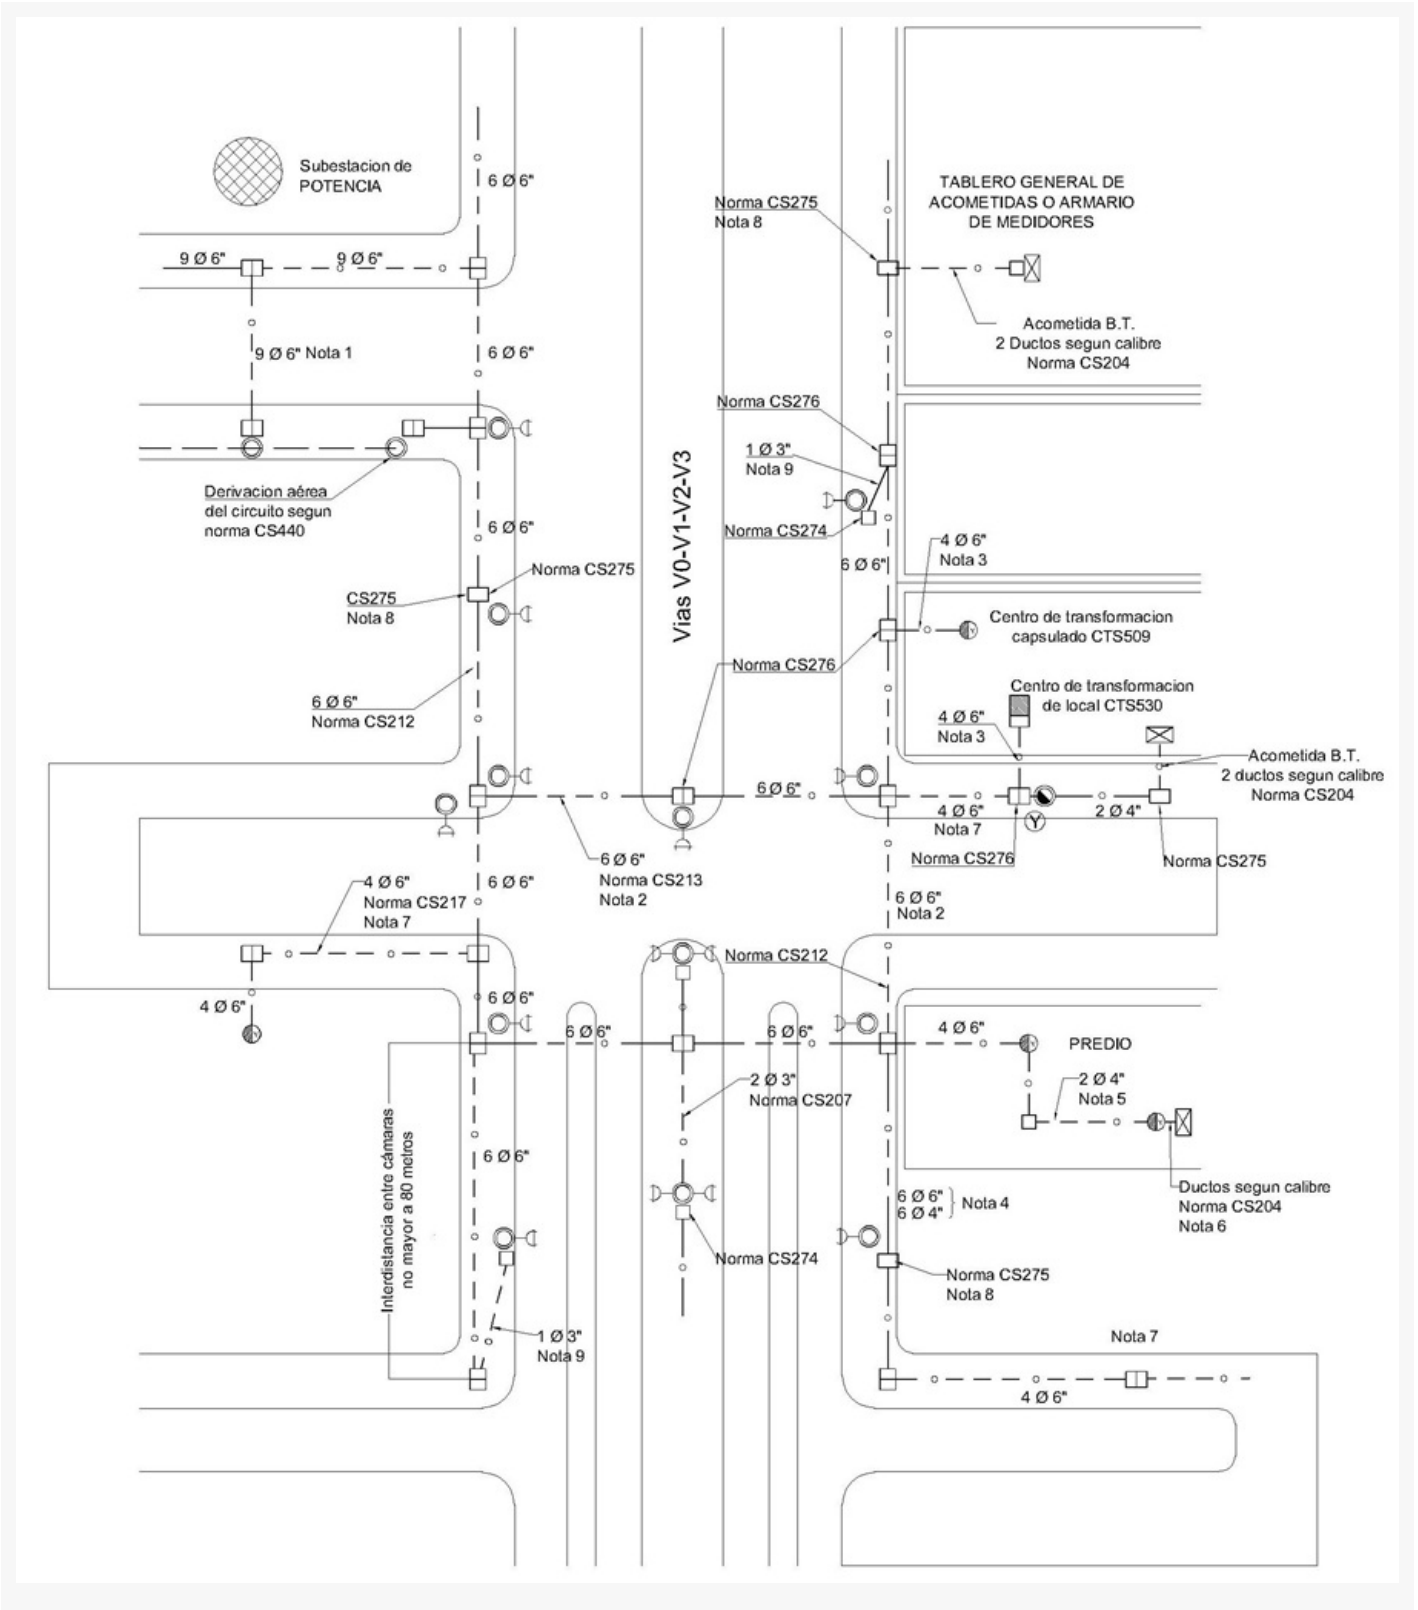 Subestacion de
POTENCIA
6 Ø 6"
9 Ø 6"
9 Ø 6"
9 Ø 6" Nota 1
6 Ø 6"
Norma CS275
Nota 8
TABLERO GENERAL DE
ACOMETIDAS O ARMARIO
DE MEDIDORES
Acometida B.T.
2 Ductos segun calibre
Norma CS204
Norma CS276
1 Ø 3"
Nota 9
Norma CS274
6 Ø 6"
4 Ø 6"
Nota 3
Derivacion aérea
del circuito segun
norma CS440
6 Ø 6"
Norma CS275
CS275
Nota 8
Vias V0-V1-V2-V3
Centro de transformacion
capsulado CTS509
Norma CS276
Centro de transformacion
de local CTS530
4 Ø 6"
Nota 3
6 Ø 6"
Norma CS212
Acometida B.T.
2 ductos segun calibre
Norma CS204
6 Ø 6"
4 Ø 6"
Nota 7
2 Ø 4"
Y
Norma CS276
Norma CS275
6 Ø 6"
Norma CS213
Nota 2
4 Ø 6"
Norma CS217
Nota 7
6 Ø 6"
6 Ø 6"
Nota 2
Norma CS212
4 Ø 6"
6 Ø 6"
6 Ø 6"
6 Ø 6"
4 Ø 6"
PREDIO
2 Ø 3"
Norma CS207
2 Ø 4"
Nota 5
Interdistancia entre cámaras
no mayor a 80 metros
6 Ø 6"
6 Ø 6"
6 Ø 4"
Nota 4
Ductos segun calibre
Norma CS204
Nota 6
Norma CS274
Norma CS275
Nota 8
1 Ø 3"
Nota 9
Nota 7
4 Ø 6"